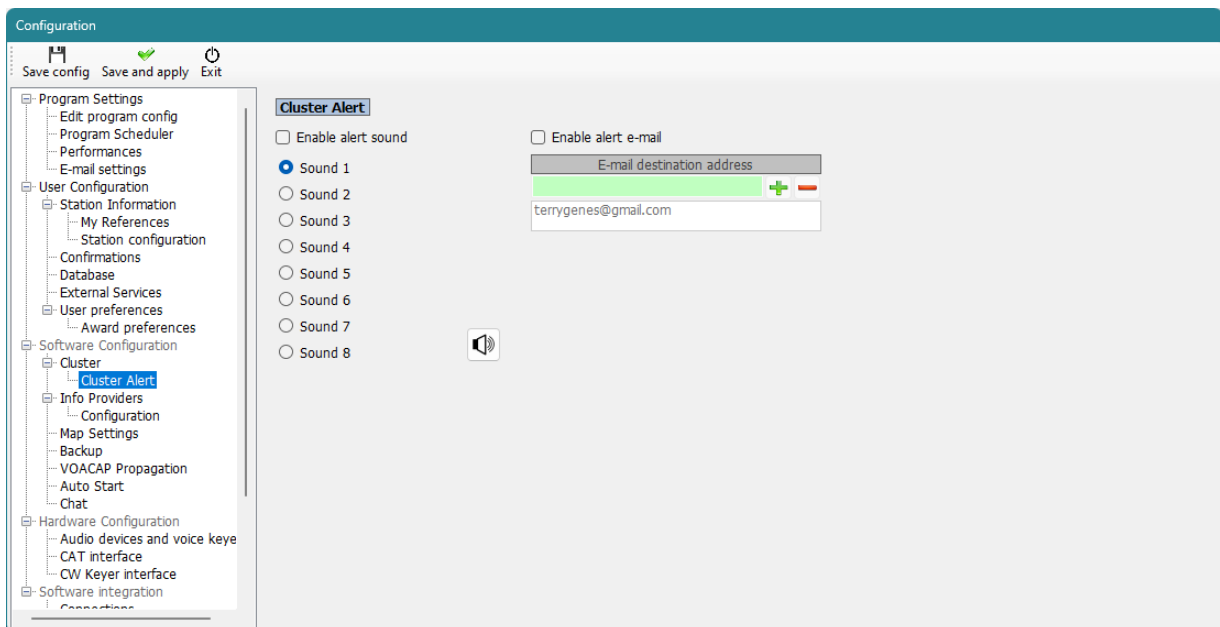 Configuration
Save config Save and apply Exit
Program Settings
Edit program config
Program Scheduler
Performances
E-mail settings
User Configuration
Station Information
My References
Station configuration
Confirmations
Database
External Services
User preferences
Award preferences
Software Configuration
Cluster
Cluster Alert
Info Providers
Configuration
Map Settings
Backup
VOACAP Propagation
Auto Start
Chat
Hardware Configuration
Audio devices and voice keye
CAT interface
CW Keyer interface
Software integration
Connections
Cluster Alert
Enable alert sound
Sound 1
Sound 2
Sound 3
Sound 4
Sound 5
Sound 6
Sound 7
Sound 8
Enable alert e-mail
E-mail destination address
terrygenes@gmail.com